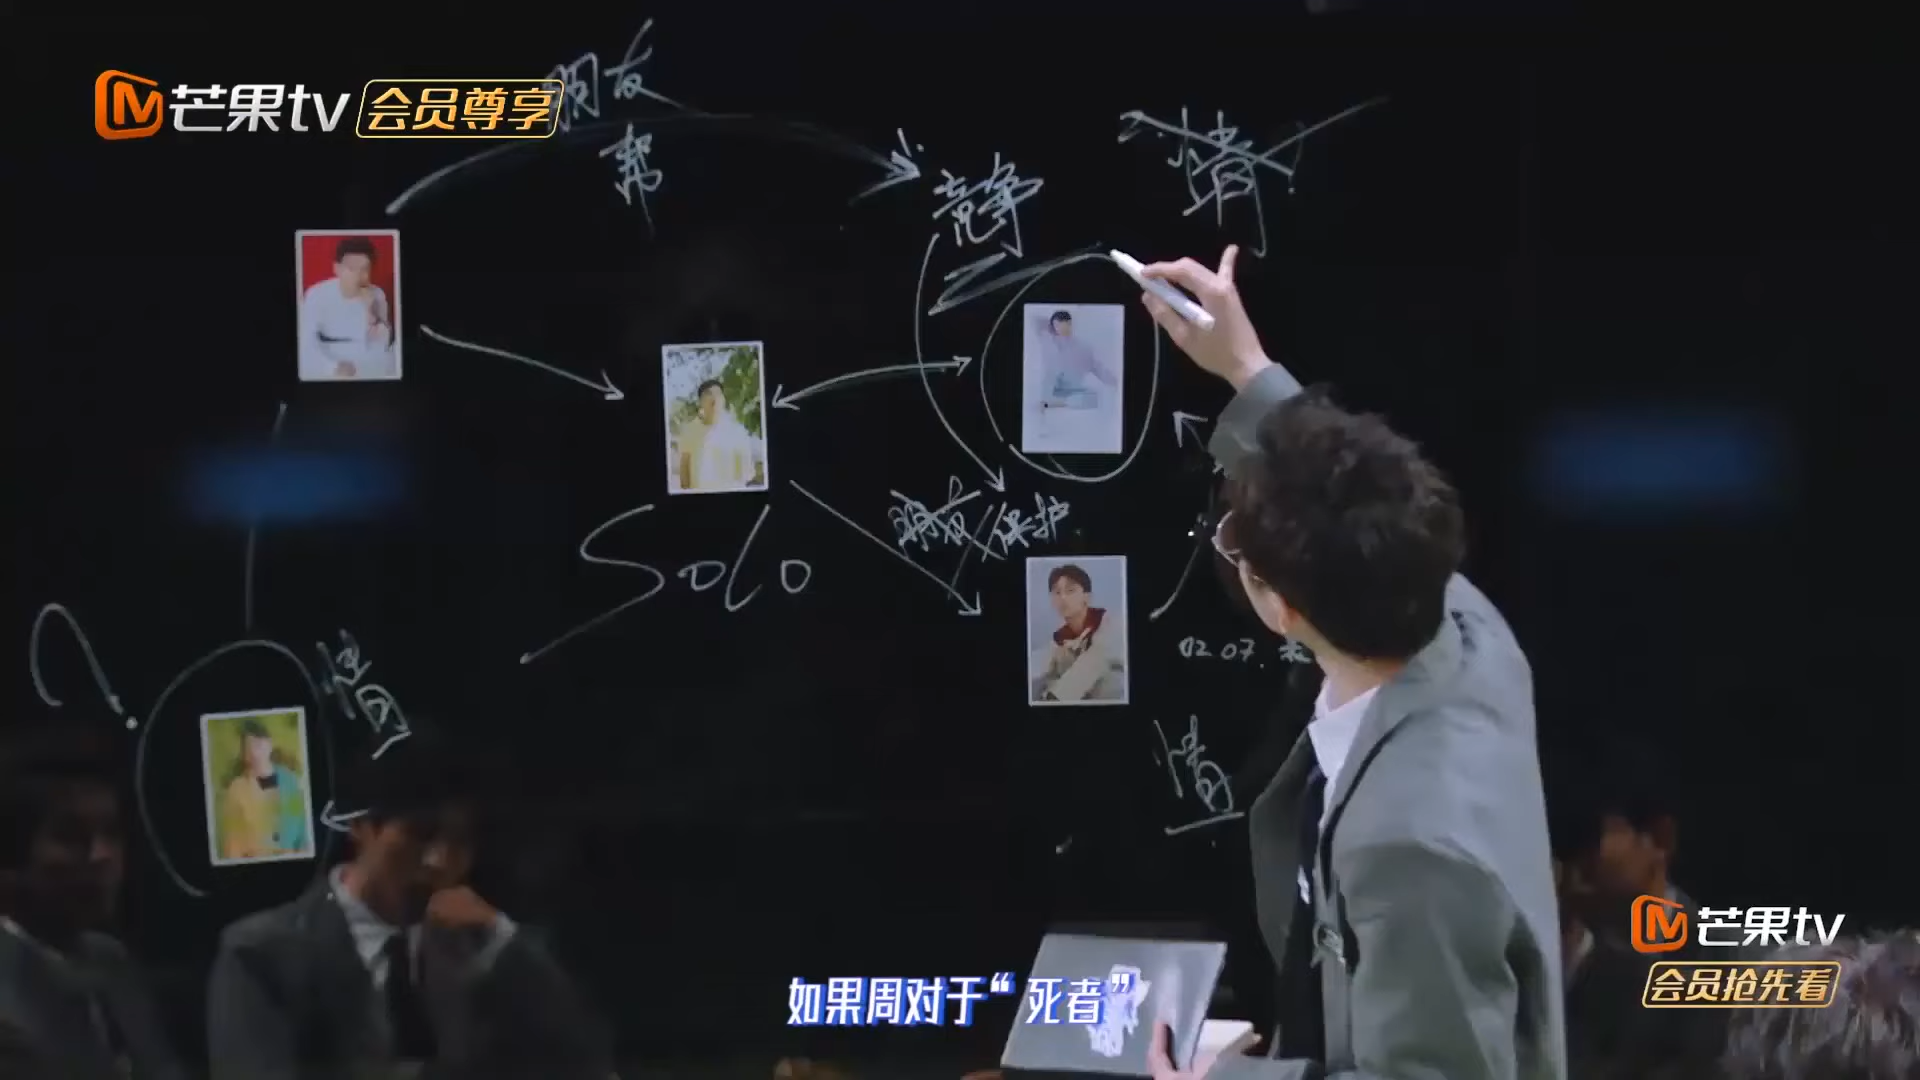 芒果tv 会员尊享
朋友
帮
竞争
情
Solo
朋友/保护
?
情
02.07.
情
如果周对于“死者”
芒果tv
会员抢先看